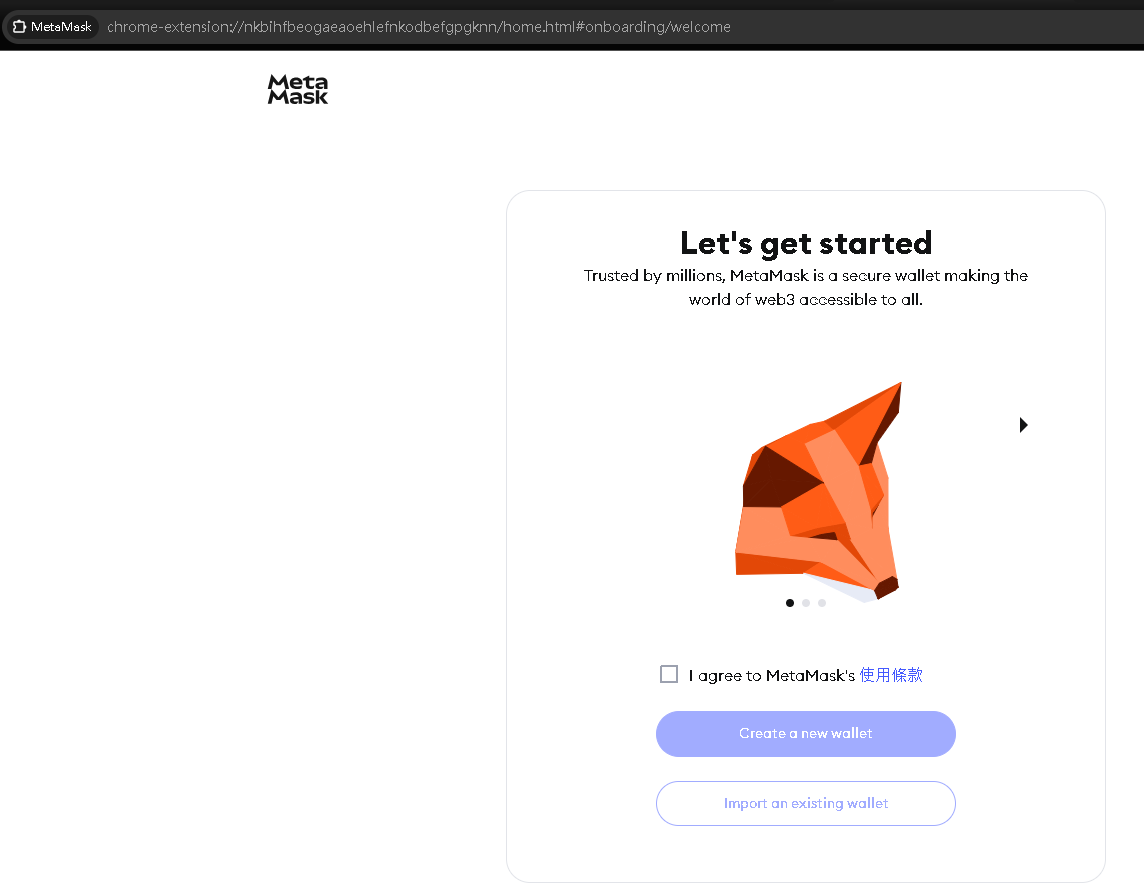 MetaMask chrome-extension://nkbihfbeogaeaoehlefnkodbefgpgknn/home.html#onboarding/welcome
Meta
Mask
Let's get started
Trusted by millions, MetaMask is a secure wallet making the
world of web3 accessible to all.
I agree to MetaMask's 使用條款
Create a new wallet
Import an existing wallet